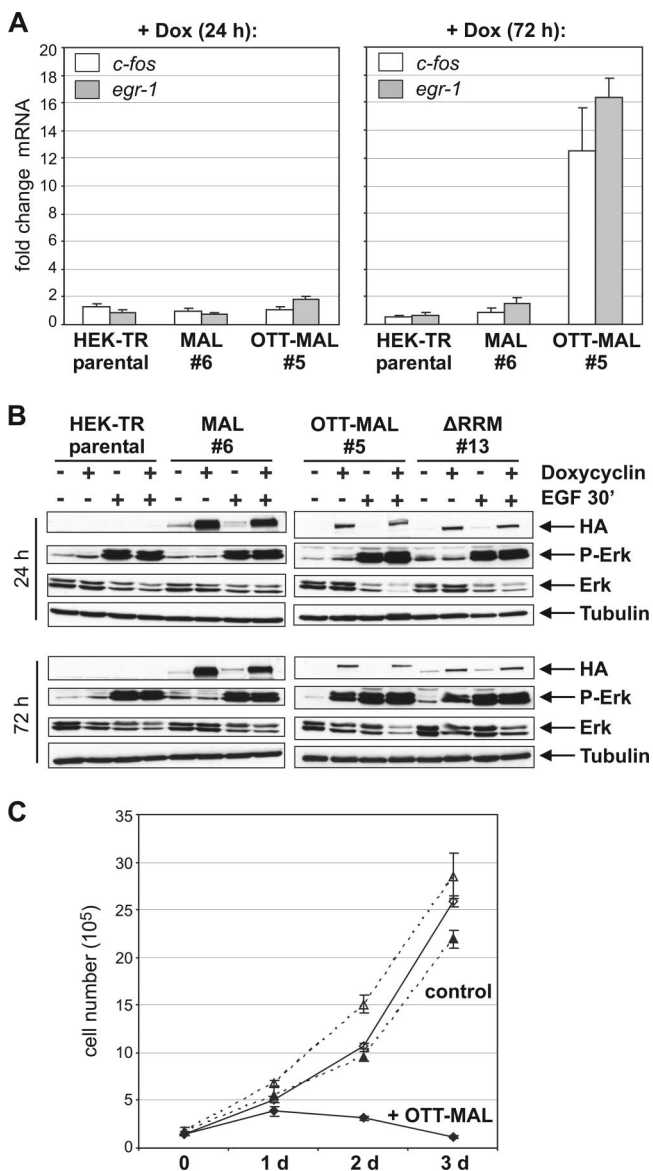 A
+ Dox (24 h):
+ Dox (72 h):
fold change mRNA
20
18
16
14
12
10
8
6
4
2
0
c-fos
egr-1
c-fos
egr-1
HEK-TR parental
MAL #6
OTT-MAL #5
HEK-TR parental
MAL #6
OTT-MAL #5
B
HEK-TR parental
MAL #6
OTT-MAL #5
ΔRRM #13
- + - + - + - + - + - + - + - + Doxycyclin
- - + + - - + + - - + + - - + + EGF 30'
24 h
HA
P-Erk
Erk
Tubulin
72 h
HA
P-Erk
Erk
Tubulin
C
cell number (10⁵)
35
30
25
20
15
10
5
0
control
+ OTT-MAL
0 1 d 2 d 3 d